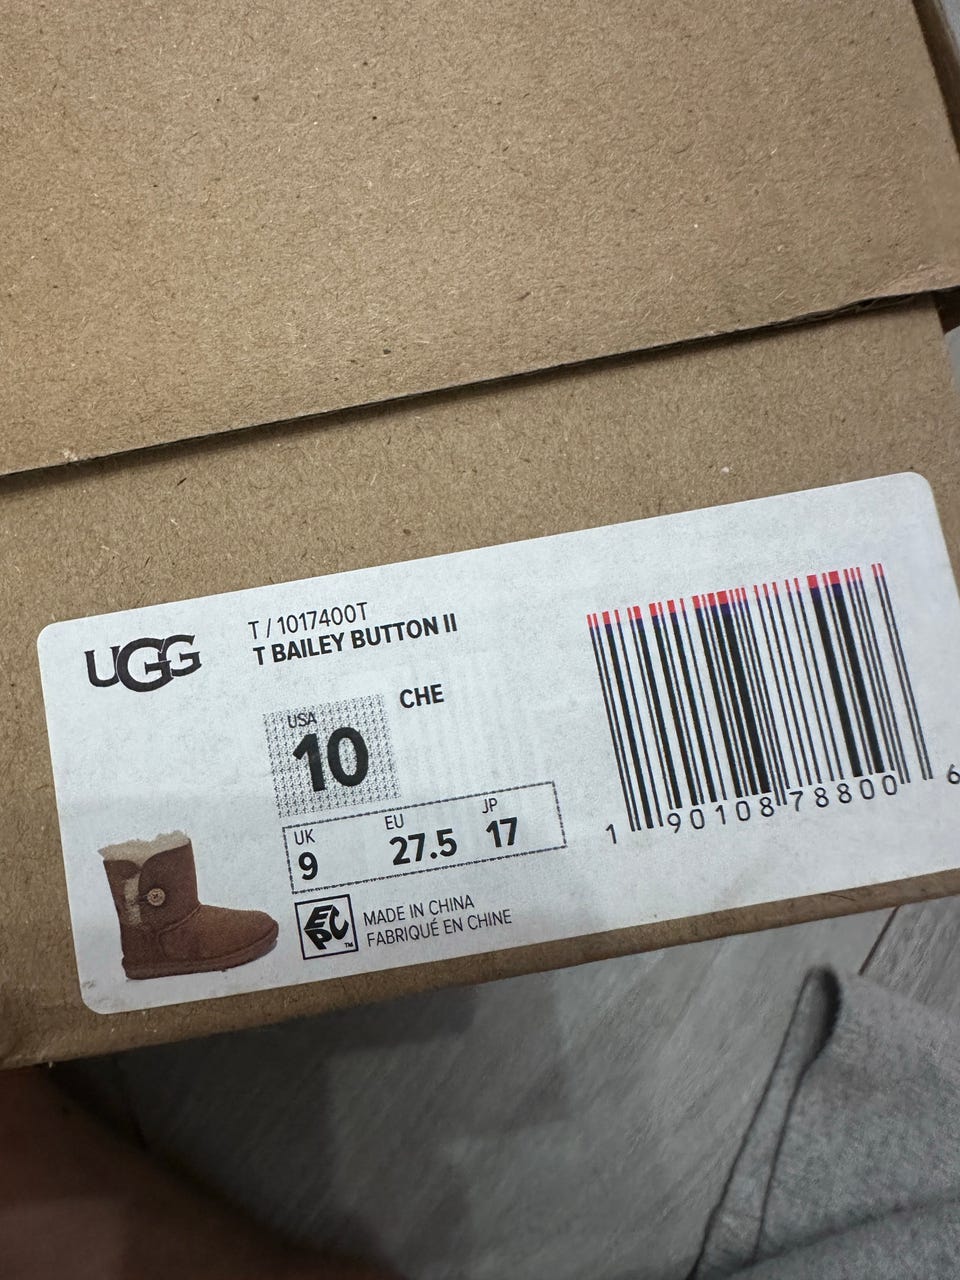 UGG
T / 1017400T
T BAILEY BUTTON II
CHE
USA
10
UK
9
EU
27.5
JP
17
EPC™
MADE IN CHINA
FABRIQUÉ EN CHINE
1 90108 78800 6